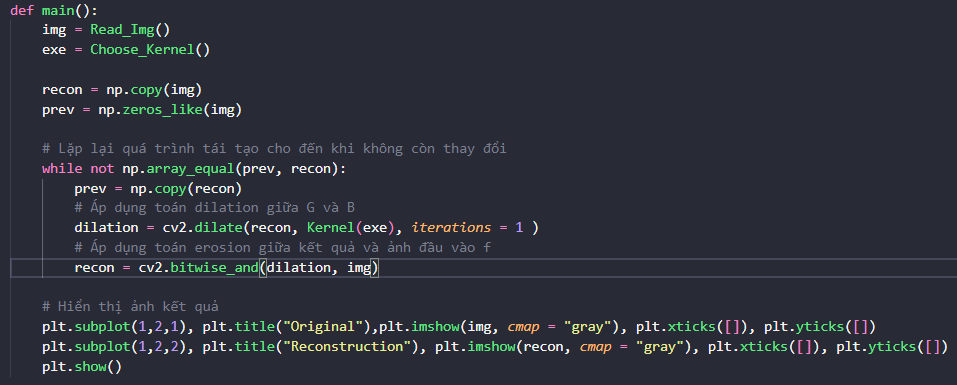 def main():
    img = Read_Img()
    exe = Choose_Kernel()
    recon = np.copy(img)
    prev = np.zeros_like(img)
    # Lặp lại quá trình tái tạo cho đến khi không còn thay đổi
    while not np.array_equal(prev, recon):
        prev = np.copy(recon)
        # Áp dụng toán dilation giữa G và B
        dilation = cv2.dilate(recon, Kernel(exe), iterations = 1 )
        # Áp dụng toán erosion giữa kết quả và ảnh đầu vào f
        recon = cv2.bitwise_and(dilation, img)
    # Hiển thị ảnh kết quả
    plt.subplot(1,2,1), plt.title("Original"),plt.imshow(img, cmap = "gray"), plt.xticks([]), plt.yticks([])
    plt.subplot(1,2,2), plt.title("Reconstruction"), plt.imshow(recon, cmap = "gray"), plt.xticks([]), plt.yticks([])
    plt.show()